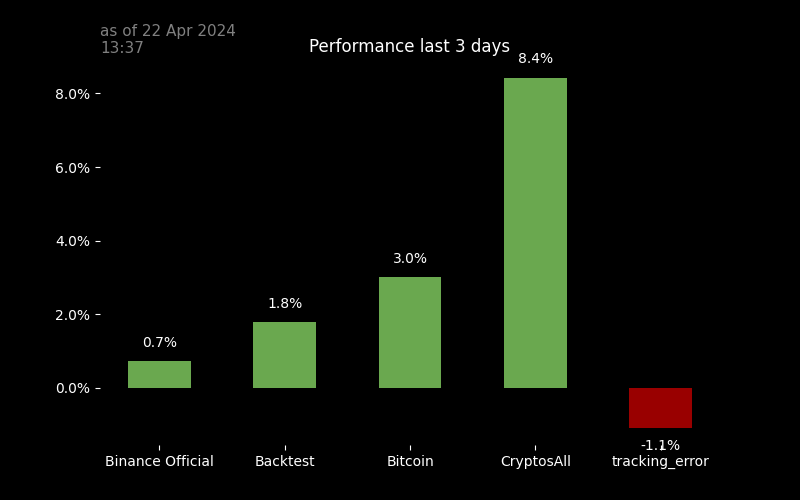 as of 22 Apr 2024
13:37
Performance last 3 days
8.4%
8.0%
6.0%
4.0%
3.0%
2.0%
1.8%
0.7%
0.0%
-1.1%
Binance Official
Backtest
Bitcoin
CryptosAll
tracking_error